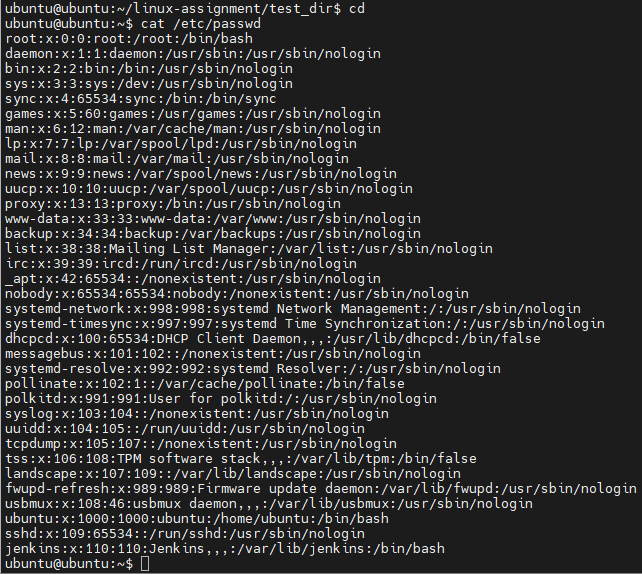 ubuntu@ubuntu:~/linux-assignment/test_dir$ cd
ubuntu@ubuntu:~$ cat /etc/passwd
root:x:0:0:root:/root:/bin/bash
daemon:x:1:1:daemon:/usr/sbin:/usr/sbin/nologin
bin:x:2:2:bin:/bin:/usr/sbin/nologin
sys:x:3:3:sys:/dev:/usr/sbin/nologin
sync:x:4:65534:sync:/bin:/bin/sync
games:x:5:60:games:/usr/games:/usr/sbin/nologin
man:x:6:12:man:/var/cache/man:/usr/sbin/nologin
lp:x:7:7:lp:/var/spool/lpd:/usr/sbin/nologin
mail:x:8:8:mail:/var/mail:/usr/sbin/nologin
news:x:9:9:news:/var/spool/news:/usr/sbin/nologin
uucp:x:10:10:uucp:/var/spool/uucp:/usr/sbin/nologin
proxy:x:13:13:proxy:/bin:/usr/sbin/nologin
www-data:x:33:33:www-data:/var/www:/usr/sbin/nologin
backup:x:34:34:backup:/var/backups:/usr/sbin/nologin
list:x:38:38:Mailing List Manager:/var/list:/usr/sbin/nologin
irc:x:39:39:ircd:/run/ircd:/usr/sbin/nologin
_apt:x:42:65534::/nonexistent:/usr/sbin/nologin
nobody:x:65534:65534:nobody:/nonexistent:/usr/sbin/nologin
systemd-network:x:998:998:systemd Network Management:/:/usr/sbin/nologin
systemd-timesync:x:997:997:systemd Time Synchronization:/:/usr/sbin/nologin
dhcpcd:x:100:65534:DHCP Client Daemon,,,:/usr/lib/dhcpcd:/bin/false
messagebus:x:101:102::/nonexistent:/usr/sbin/nologin
systemd-resolve:x:992:992:systemd Resolver:/:/usr/sbin/nologin
pollinate:x:102:1::/var/cache/pollinate:/bin/false
polkitd:x:991:991:User for polkitd:/:/usr/sbin/nologin
syslog:x:103:104::/nonexistent:/usr/sbin/nologin
uuidd:x:104:105::/run/uuidd:/usr/sbin/nologin
tcpdump:x:105:107::/nonexistent:/usr/sbin/nologin
tss:x:106:108:TPM software stack,,,:/var/lib/tpm:/bin/false
landscape:x:107:109::/var/lib/landscape:/usr/sbin/nologin
fwupd-refresh:x:989:989:Firmware update daemon:/var/lib/fwupd:/usr/sbin/nologin
usbmux:x:108:46:usbmux daemon,,,:/var/lib/usbmux:/usr/sbin/nologin
ubuntu:x:1000:1000:ubuntu:/home/ubuntu:/bin/bash
sshd:x:109:65534::/run/sshd:/usr/sbin/nologin
jenkins:x:110:110:Jenkins,,,:/var/lib/jenkins:/bin/bash
ubuntu@ubuntu:~$